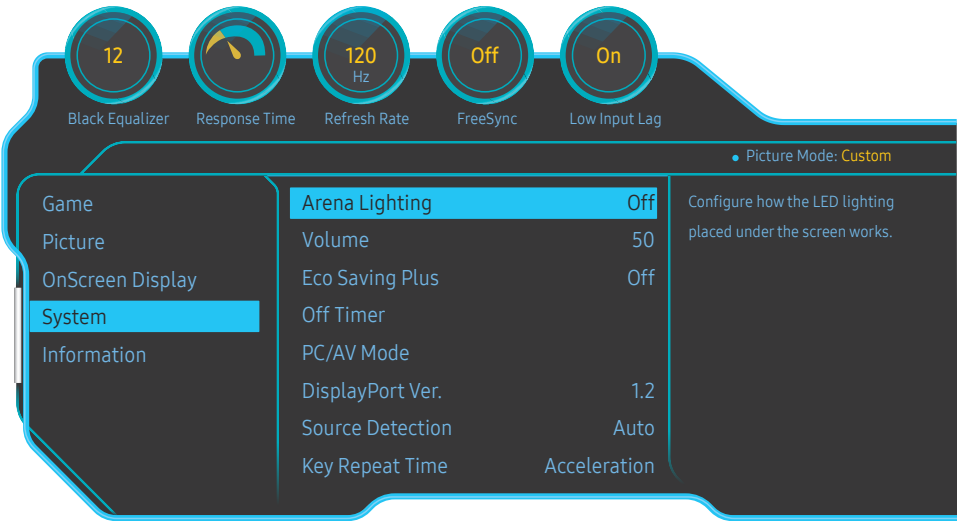 12
120
Hz
Off
On
Black Equalizer
Response Time
Refresh Rate
FreeSync
Low Input Lag
Picture Mode: Custom
Game
Picture
OnScreen Display
System
Information
Arena Lighting Off
Volume 50
Eco Saving Plus Off
Off Timer
PC/AV Mode
DisplayPort Ver. 1.2
Source Detection Auto
Key Repeat Time Acceleration
Configure how the LED lighting
placed under the screen works.